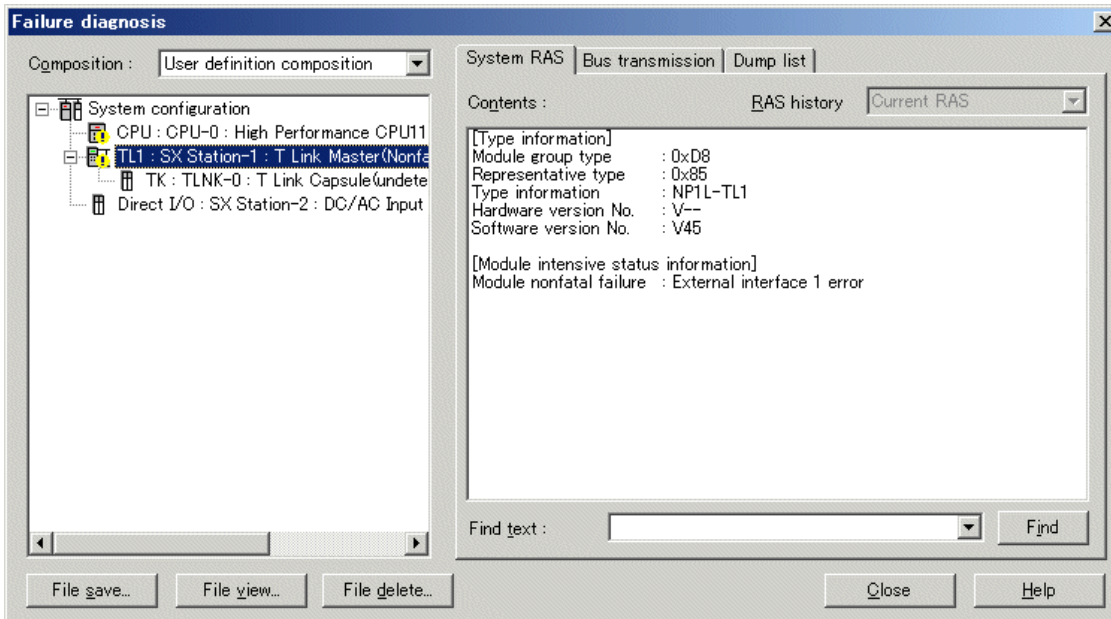 Failure diagnosis
Composition : User definition composition
System configuration
CPU : CPU-0 : High Performance CPU11
TL1 : SX Station-1 : T Link Master(Nonfa
TK : TLNK-0 : T Link Capsule(undete
Direct I/O : SX Station-2 : DC/AC Input
System RAS Bus transmission Dump list
Contents : RAS history Current RAS
[Type information]
Module group type : 0xD8
Representative type : 0x85
Type information : NP1L-TL1
Hardware version No. : V--
Software version No. : V45
[Module intensive status information]
Module nonfatal failure : External interface 1 error
Find text : Find
File save... File view... File delete... Close Help